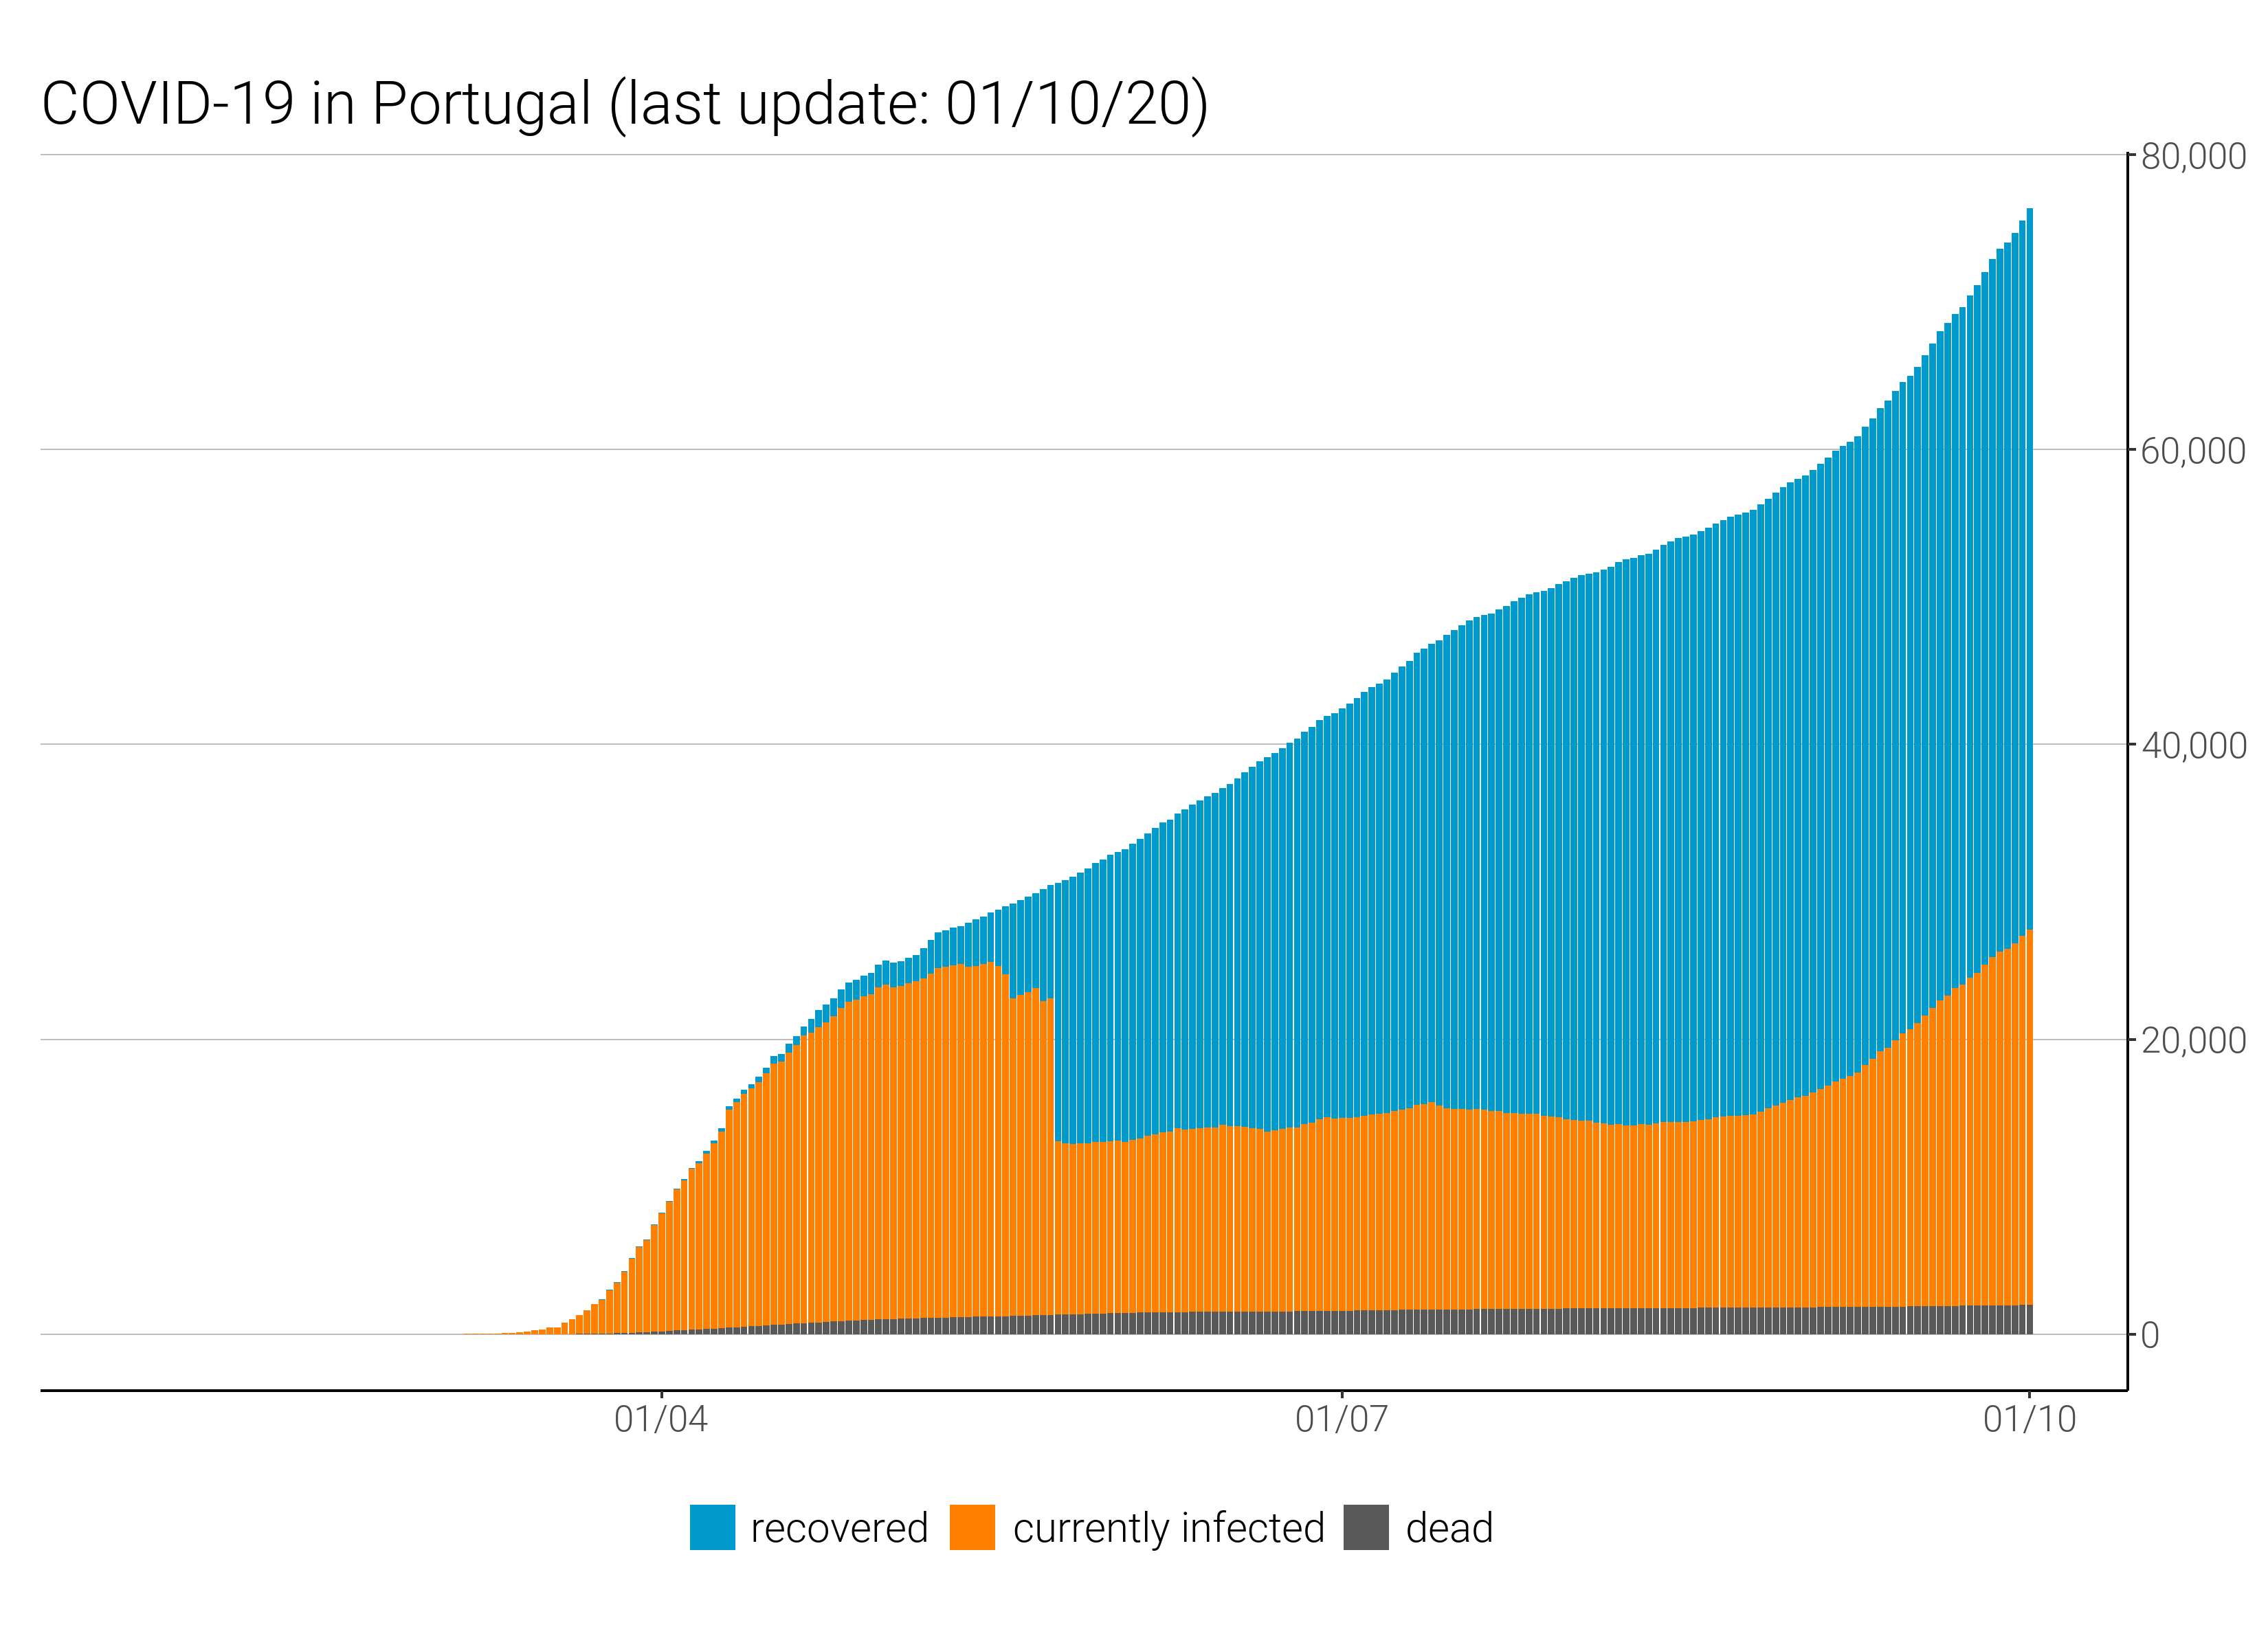 COVID-19 in Portugal (last update: 01/10/20)
80,000
60,000
40,000
20,000
0
01/04 01/07 01/10
recovered currently infected dead